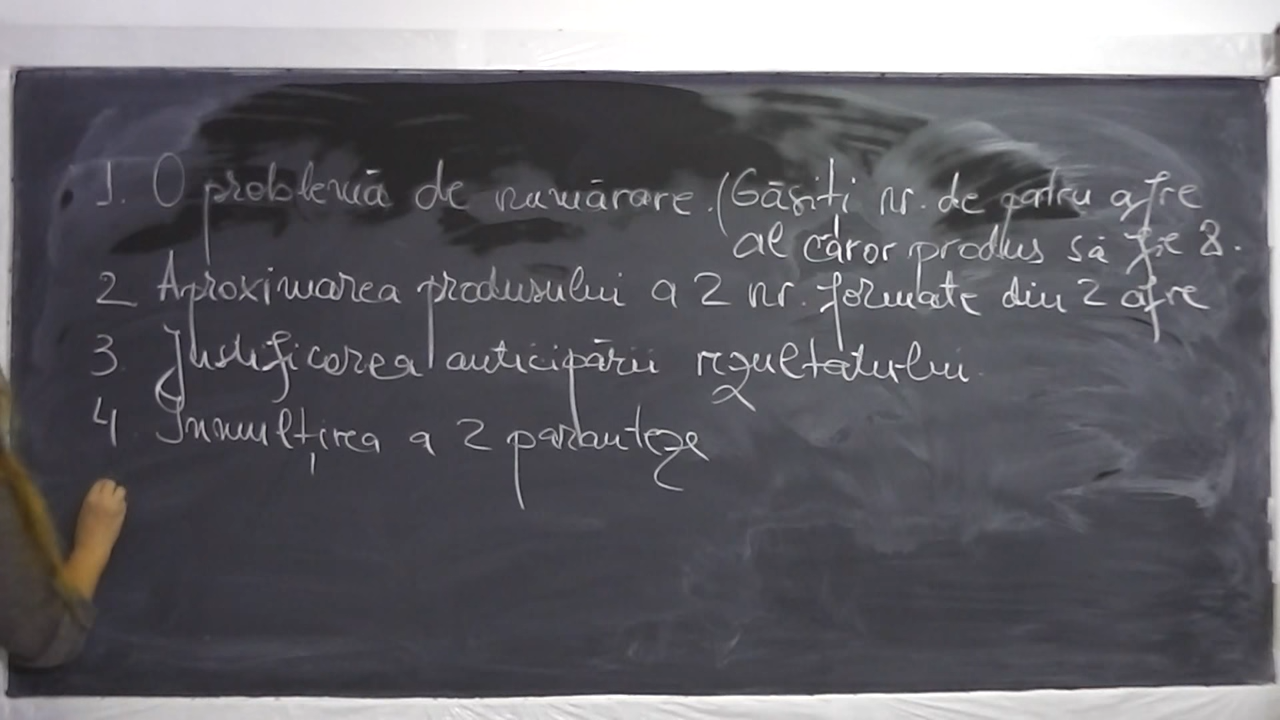 1. O problemă de numărare. (Găsiți nr. de patru cifre
al căror produs să fie 8.
2 Aproximarea produsului a 2 nr. formate din 2 cifre
3 Justificarea anticipării rezultatului.
4 Înmulțirea a 2 paranteze